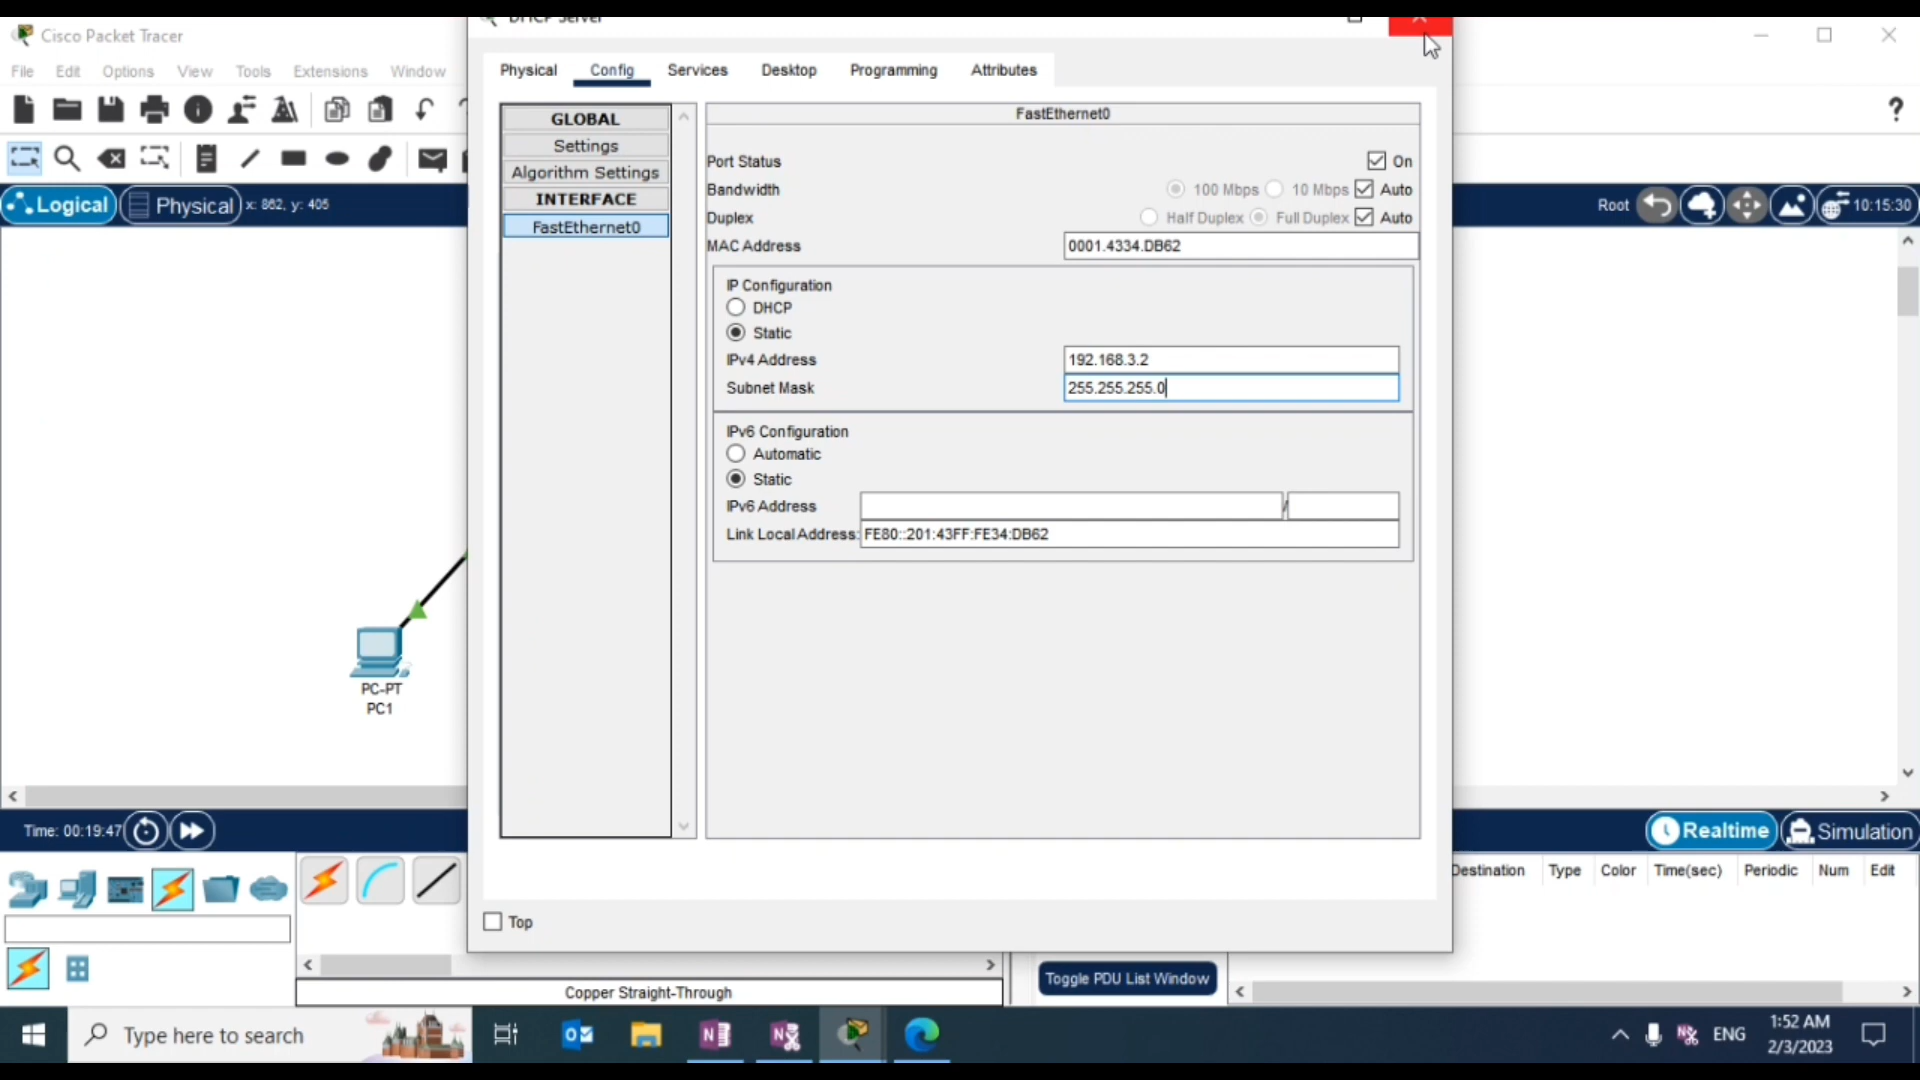 DHCP Server
Cisco Packet Tracer
File Edit Options View Tools Extensions Window
Physical Config Services Desktop Programming Attributes
?
Logical Physical x: 862, y: 405
Root 10:15:30
GLOBAL
Settings
Algorithm Settings
INTERFACE
FastEthernet0
FastEthernet0
Port Status On
Bandwidth 100 Mbps 10 Mbps Auto
Duplex Half Duplex Full Duplex Auto
MAC Address 0001.4334.DB62
IP Configuration
DHCP
Static
IPv4 Address 192.168.3.2
Subnet Mask 255.255.255.0
IPv6 Configuration
Automatic
Static
IPv6 Address /
Link Local Address: FE80::201:43FF:FE34:DB62
PC-PT
PC1
Time: 00:19:47
Realtime Simulation
Destination Type Color Time(sec) Periodic Num Edit
Top
Toggle PDU List Window
Copper Straight-Through
Type here to search
ENG
1:52 AM
2/3/2023